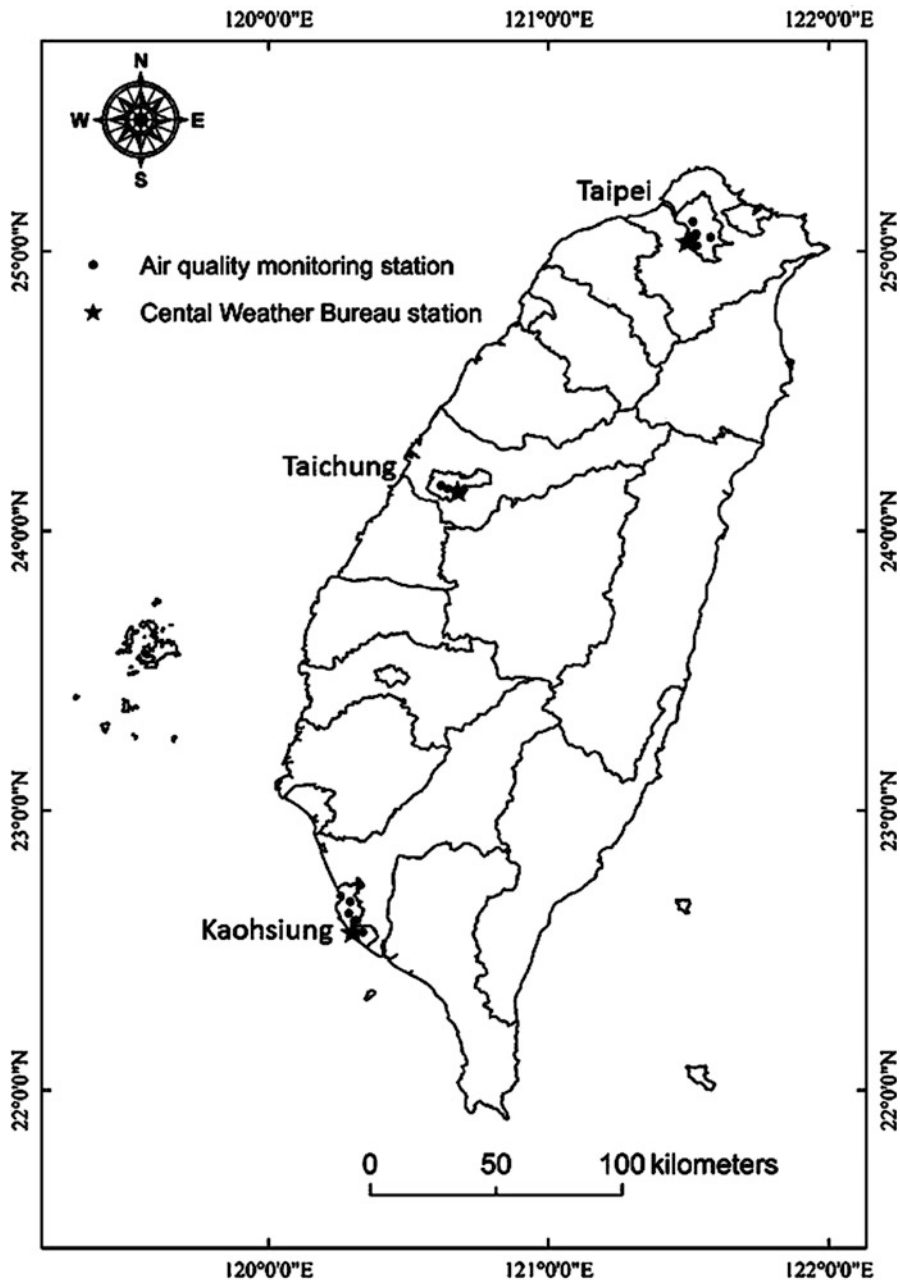 120°0'0"E 121°0'0"E 122°0'0"E
N
W E
S
Taipei
25°0'0"N 25°0'0"N
Air quality monitoring station
Cental Weather Bureau station
Taichung
24°0'0"N 24°0'0"N
23°0'0"N 23°0'0"N
Kaohsiung
22°0'0"N 22°0'0"N
0 50 100 kilometers
120°0'0"E 121°0'0"E 122°0'0"E